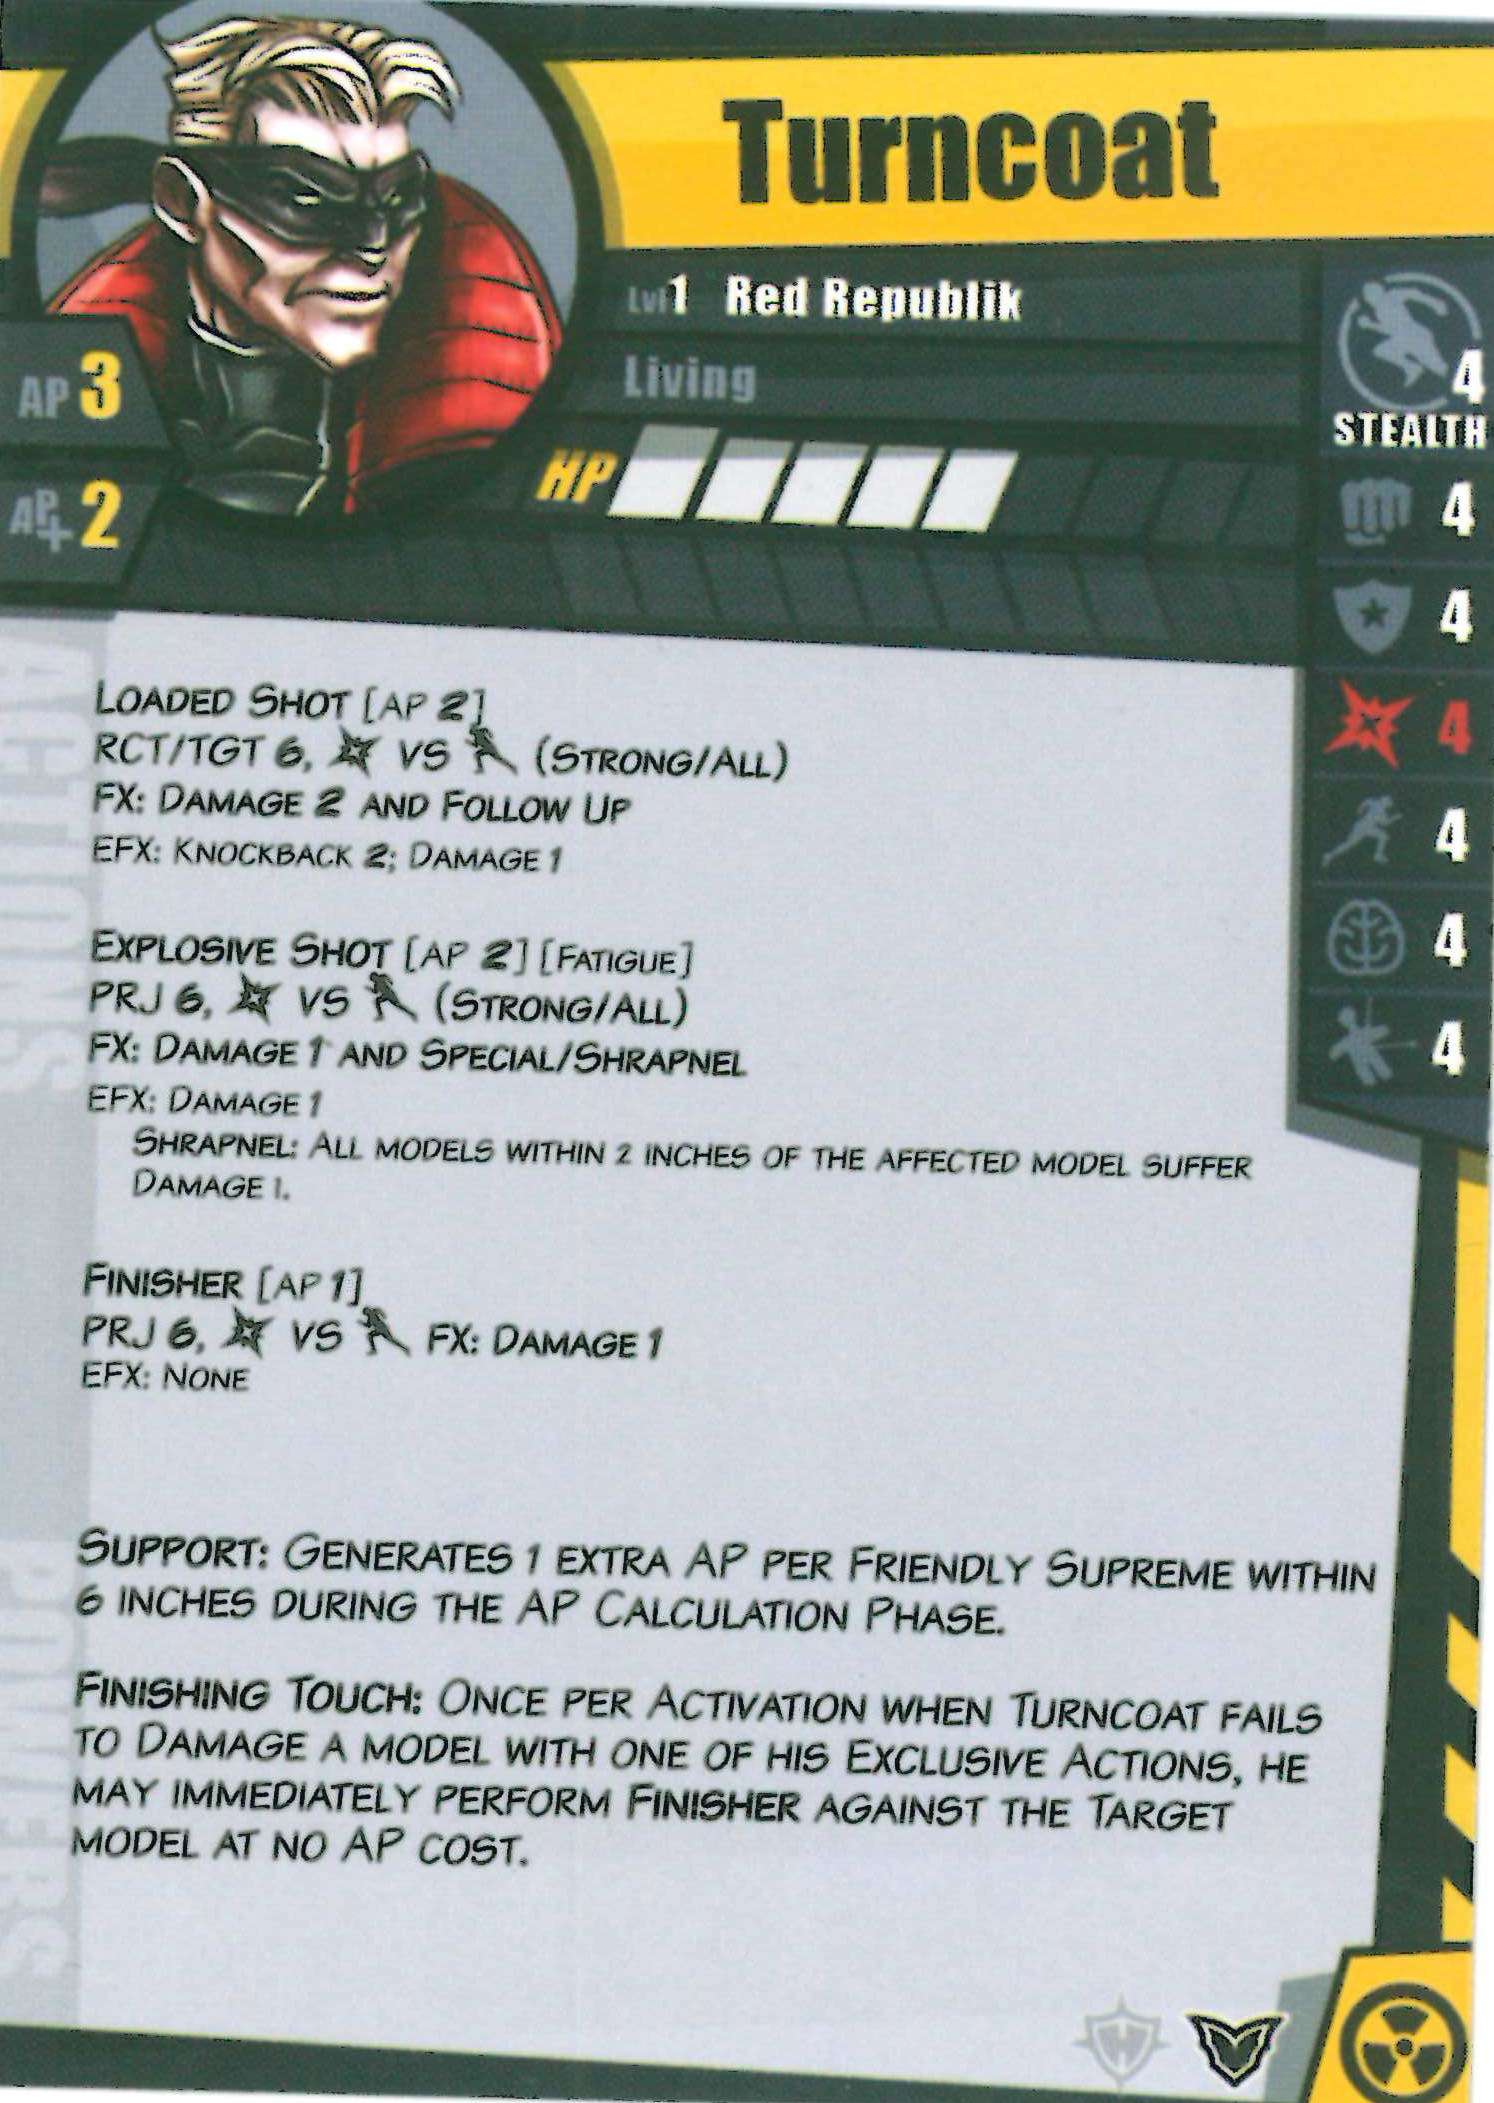 Turncoat
Lvl 1 Red Republik
Living
AP 3
AP+ 2
HP
4
STEALTH
4
4
4
4
4
4
ACTIONS
LOADED SHOT [AP 2]
RCT/TGT 6, VS (STRONG/ALL)
FX: DAMAGE 2 AND FOLLOW UP
EFX: KNOCKBACK 2; DAMAGE 1
EXPLOSIVE SHOT [AP 2] [FATIGUE]
PRJ 6, VS (STRONG/ALL)
FX: DAMAGE 1 AND SPECIAL/SHRAPNEL
EFX: DAMAGE 1
SHRAPNEL: ALL MODELS WITHIN 2 INCHES OF THE AFFECTED MODEL SUFFER
DAMAGE 1.
FINISHER [AP 1]
PRJ 6, VS FX: DAMAGE 1
EFX: NONE
POWERS
SUPPORT: GENERATES 1 EXTRA AP PER FRIENDLY SUPREME WITHIN
6 INCHES DURING THE AP CALCULATION PHASE.
FINISHING TOUCH: ONCE PER ACTIVATION WHEN TURNCOAT FAILS
TO DAMAGE A MODEL WITH ONE OF HIS EXCLUSIVE ACTIONS, HE
MAY IMMEDIATELY PERFORM FINISHER AGAINST THE TARGET
MODEL AT NO AP COST.